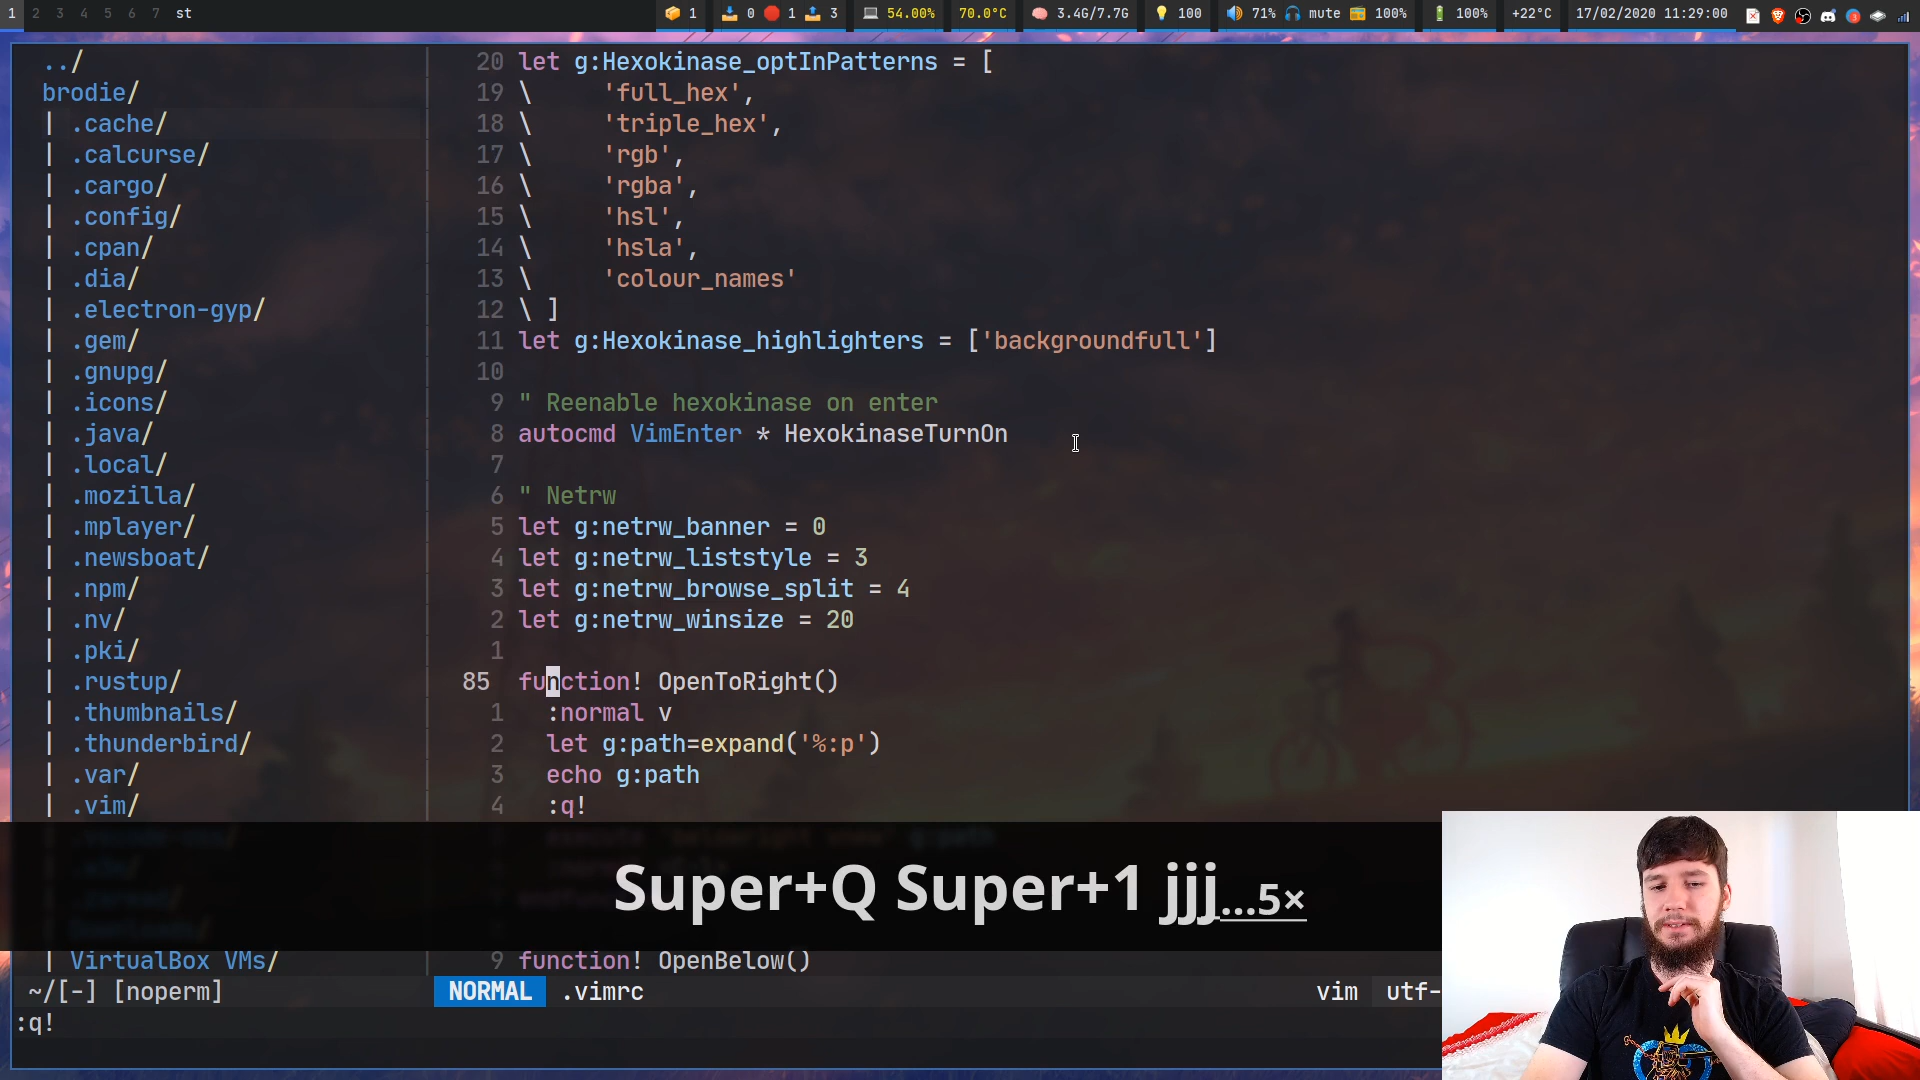 1 2 3 4 5 6 7 st 1 0 1 3 54.00% 70.0°C 3.4G/7.7G 100 71% mute 100% 100% +22°C 17/02/2020 11:29:00
../
brodie/
| .cache/
| .calcurse/
| .cargo/
| .config/
| .cpan/
| .dia/
| .electron-gyp/
| .gem/
| .gnupg/
| .icons/
| .java/
| .local/
| .mozilla/
| .mplayer/
| .newsboat/
| .npm/
| .nv/
| .pki/
| .rustup/
| .thumbnails/
| .thunderbird/
| .var/
| .vim/
| VirtualBox VMs/
~/[-] [noperm]
20 let g:Hexokinase_optInPatterns = [
19 \ 'full_hex',
18 \ 'triple_hex',
17 \ 'rgb',
16 \ 'rgba',
15 \ 'hsl',
14 \ 'hsla',
13 \ 'colour_names'
12 \ ]
11 let g:Hexokinase_highlighters = ['backgroundfull']
10
9 " Reenable hexokinase on enter
8 autocmd VimEnter * HexokinaseTurnOn
7
6 " Netrw
5 let g:netrw_banner = 0
4 let g:netrw_liststyle = 3
3 let g:netrw_browse_split = 4
2 let g:netrw_winsize = 20
1
85 function! OpenToRight()
1 :normal v
2 let g:path=expand('%:p')
3 echo g:path
4 :q!
Super+Q Super+1 jjj...5×
9 function! OpenBelow()
NORMAL .vimrc vim utf-
:q!